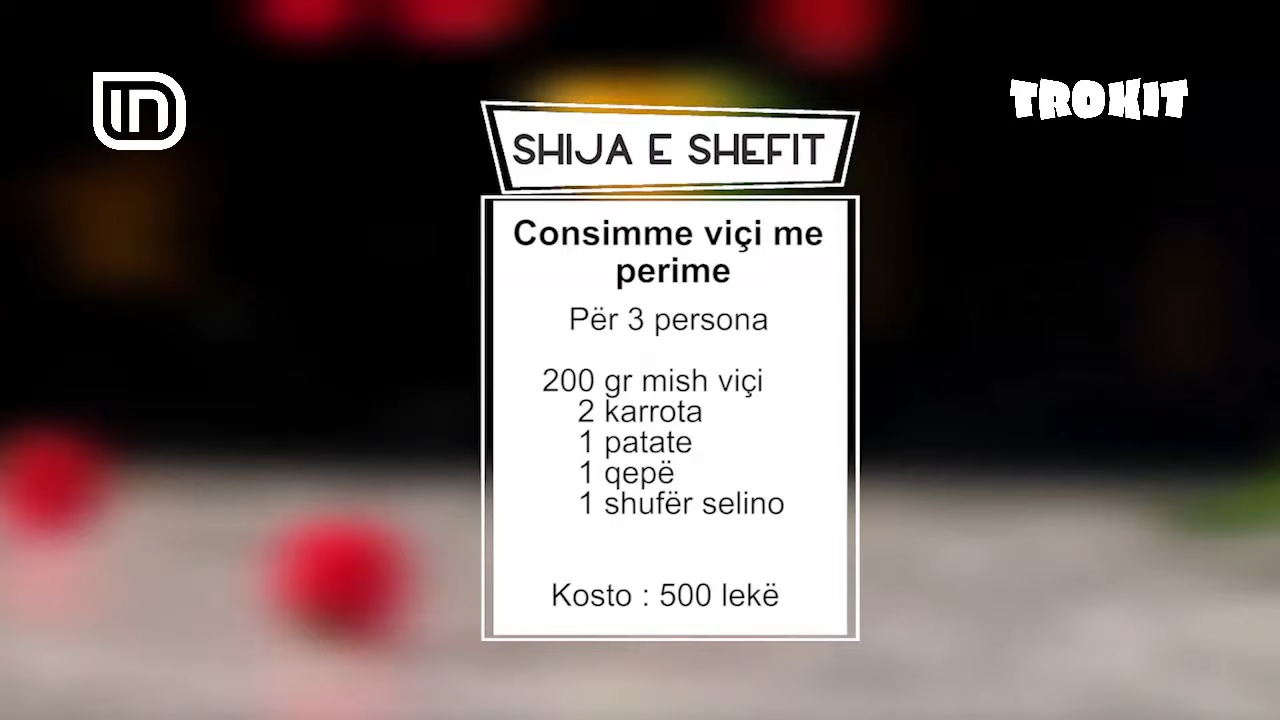 IN
TROKIT
SHIJA E SHEFIT
Consimme viçi me
perime
Për 3 persona
200 gr mish viçi
2 karrota
1 patate
1 qepë
1 shufër selino
Kosto : 500 lekë